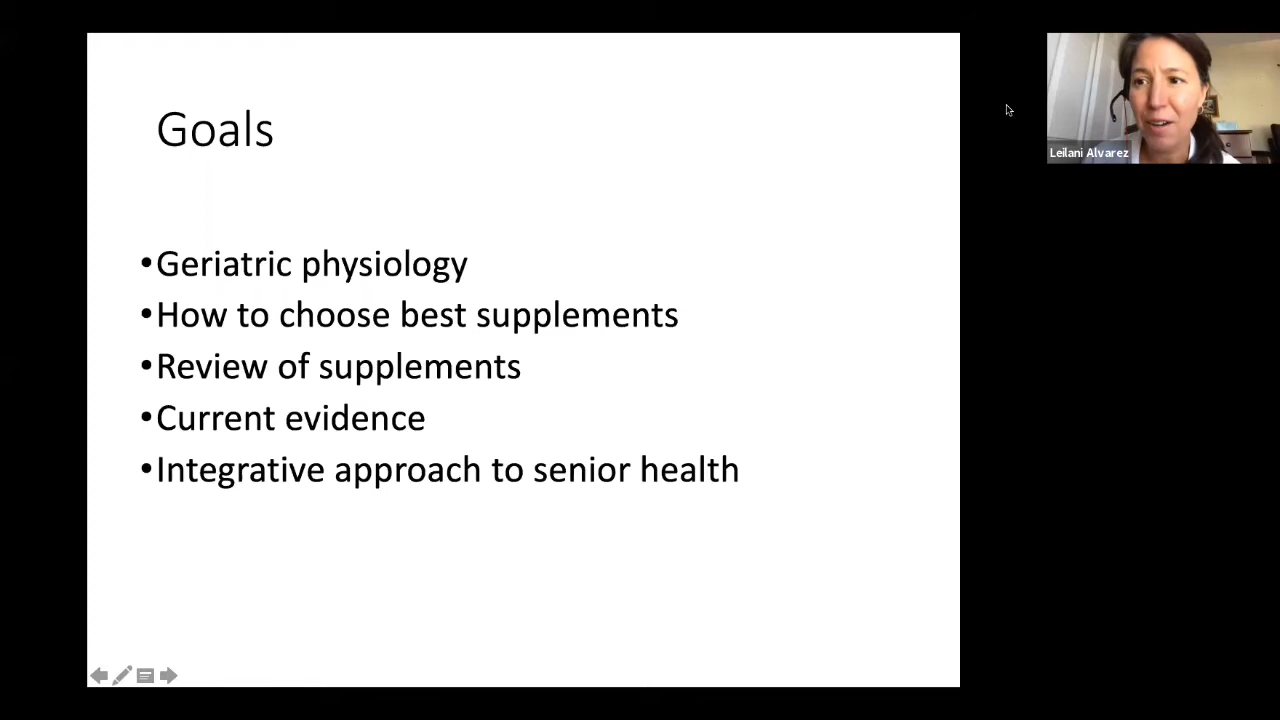 Goals
•Geriatric physiology
•How to choose best supplements
•Review of supplements
•Current evidence
•Integrative approach to senior health
Leilani Alvarez